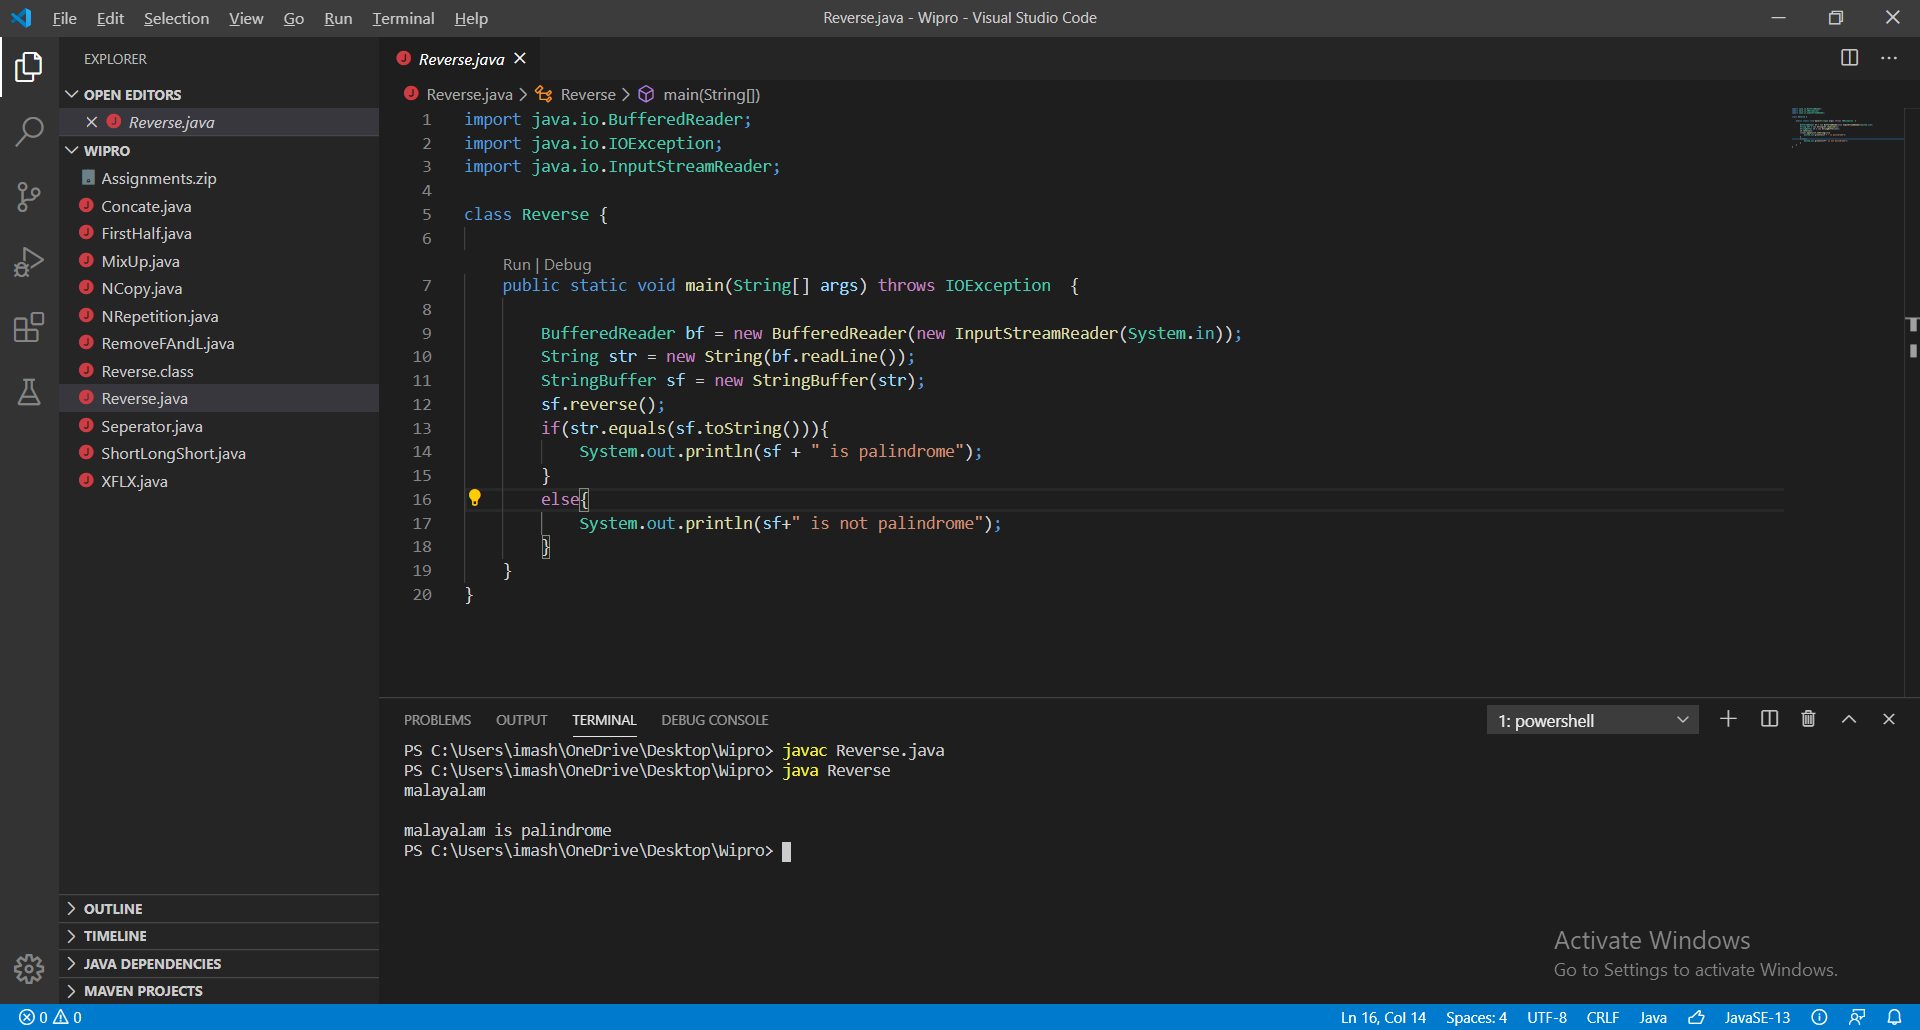 File Edit Selection View Go Run Terminal Help
Reverse.java - Wipro - Visual Studio Code
EXPLORER
OPEN EDITORS
Reverse.java
WIPRO
Assignments.zip
Concate.java
FirstHalf.java
MixUp.java
NCopy.java
NRepetition.java
RemoveFAndL.java
Reverse.class
Reverse.java
Seperator.java
ShortLongShort.java
XFLX.java
OUTLINE
TIMELINE
JAVA DEPENDENCIES
MAVEN PROJECTS
Reverse.java
Reverse.java > Reverse > main(String[])
1 import java.io.BufferedReader;
2 import java.io.IOException;
3 import java.io.InputStreamReader;
4
5 class Reverse {
6
Run | Debug
7 public static void main(String[] args) throws IOException  {
8
9 BufferedReader bf = new BufferedReader(new InputStreamReader(System.in));
10 String str = new String(bf.readLine());
11 StringBuffer sf = new StringBuffer(str);
12 sf.reverse();
13 if(str.equals(sf.toString())){
14 System.out.println(sf + " is palindrome");
15 }
16 else{
17 System.out.println(sf+" is not palindrome");
18 }
19 }
20 }
PROBLEMS OUTPUT TERMINAL DEBUG CONSOLE
1: powershell
PS C:\Users\imash\OneDrive\Desktop\Wipro> javac Reverse.java
PS C:\Users\imash\OneDrive\Desktop\Wipro> java Reverse
malayalam
malayalam is palindrome
PS C:\Users\imash\OneDrive\Desktop\Wipro>
Activate Windows
Go to Settings to activate Windows.
0 0
Ln 16, Col 14 Spaces: 4 UTF-8 CRLF Java JavaSE-13